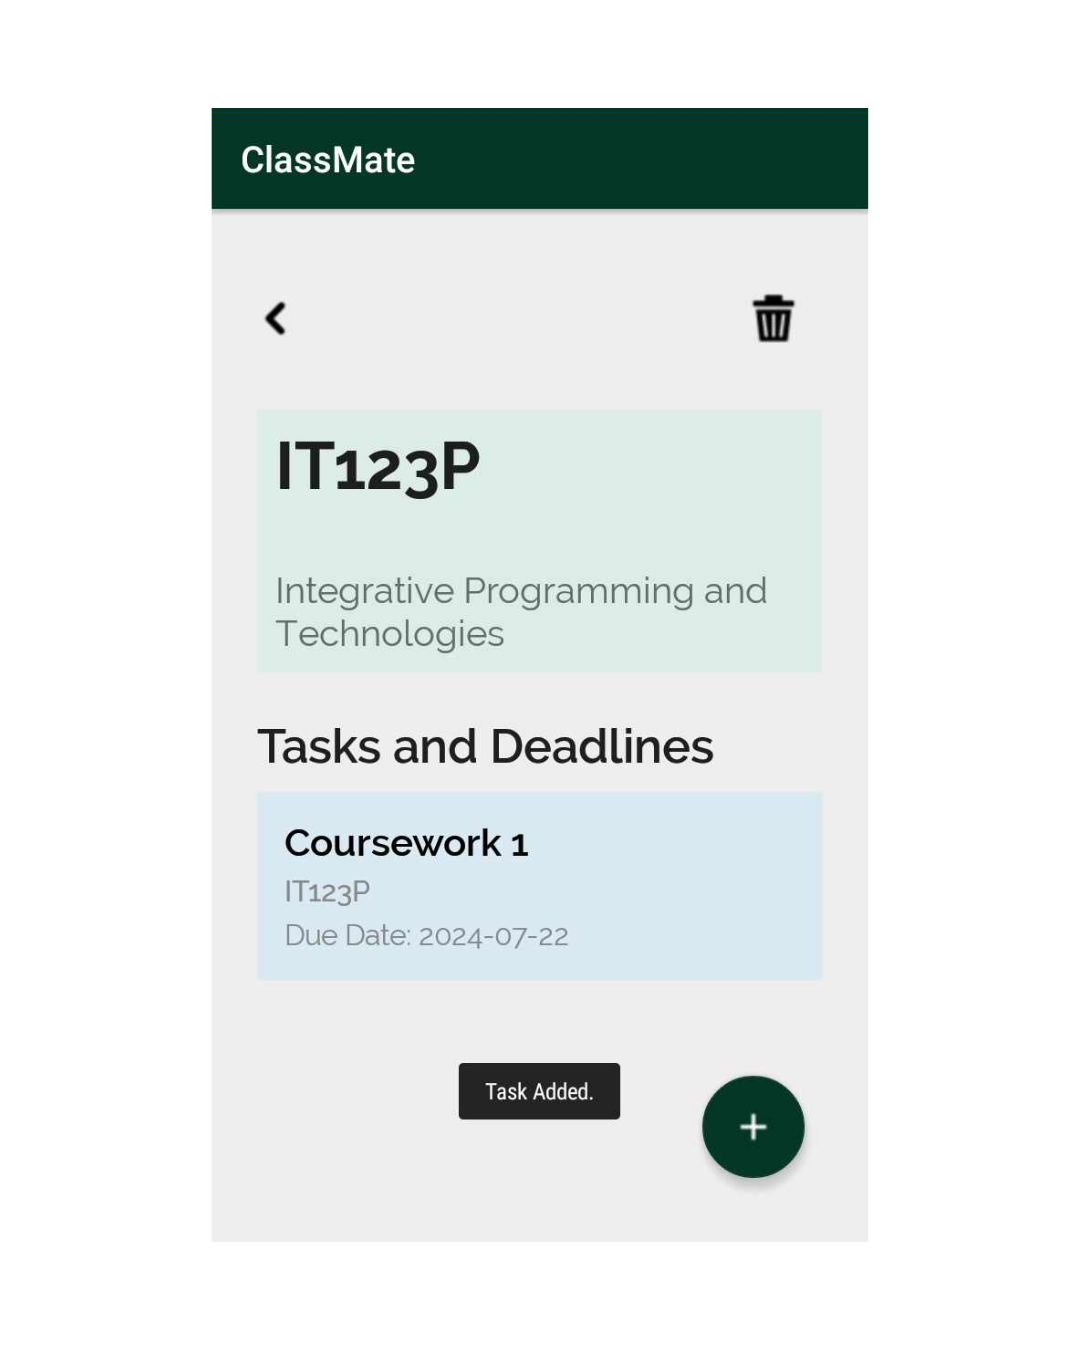 ClassMate
IT123P
Integrative Programming and
Technologies
Tasks and Deadlines
Coursework 1
IT123P
Due Date: 2024-07-22
Task Added.
+